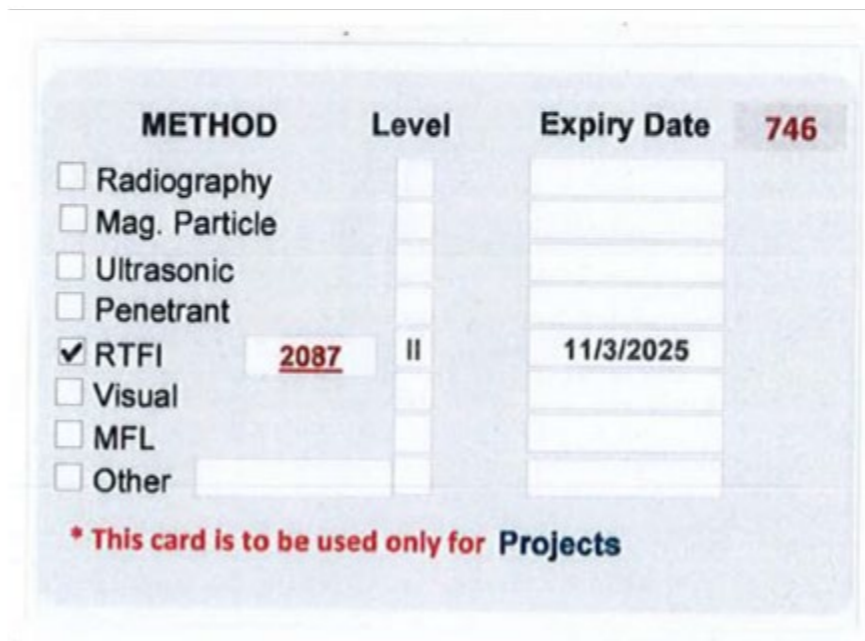 METHOD Level Expiry Date 746
Radiography
Mag. Particle
Ultrasonic
Penetrant
RTFI 2087 II 11/3/2025
Visual
MFL
Other
* This card is to be used only for Projects